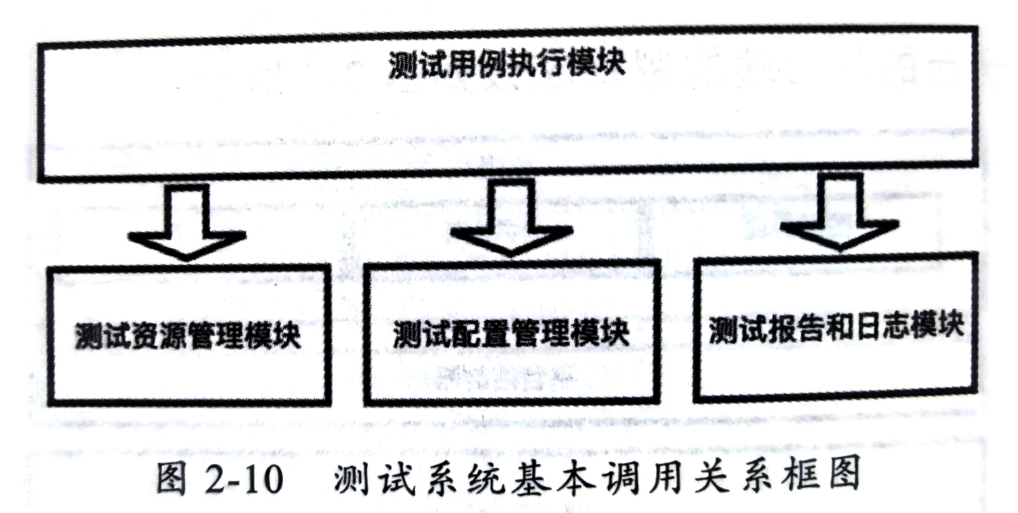 测试用例执行模块
测试资源管理模块
测试配置管理模块
测试报告和日志模块
图 2-10 测试系统基本调用关系框图